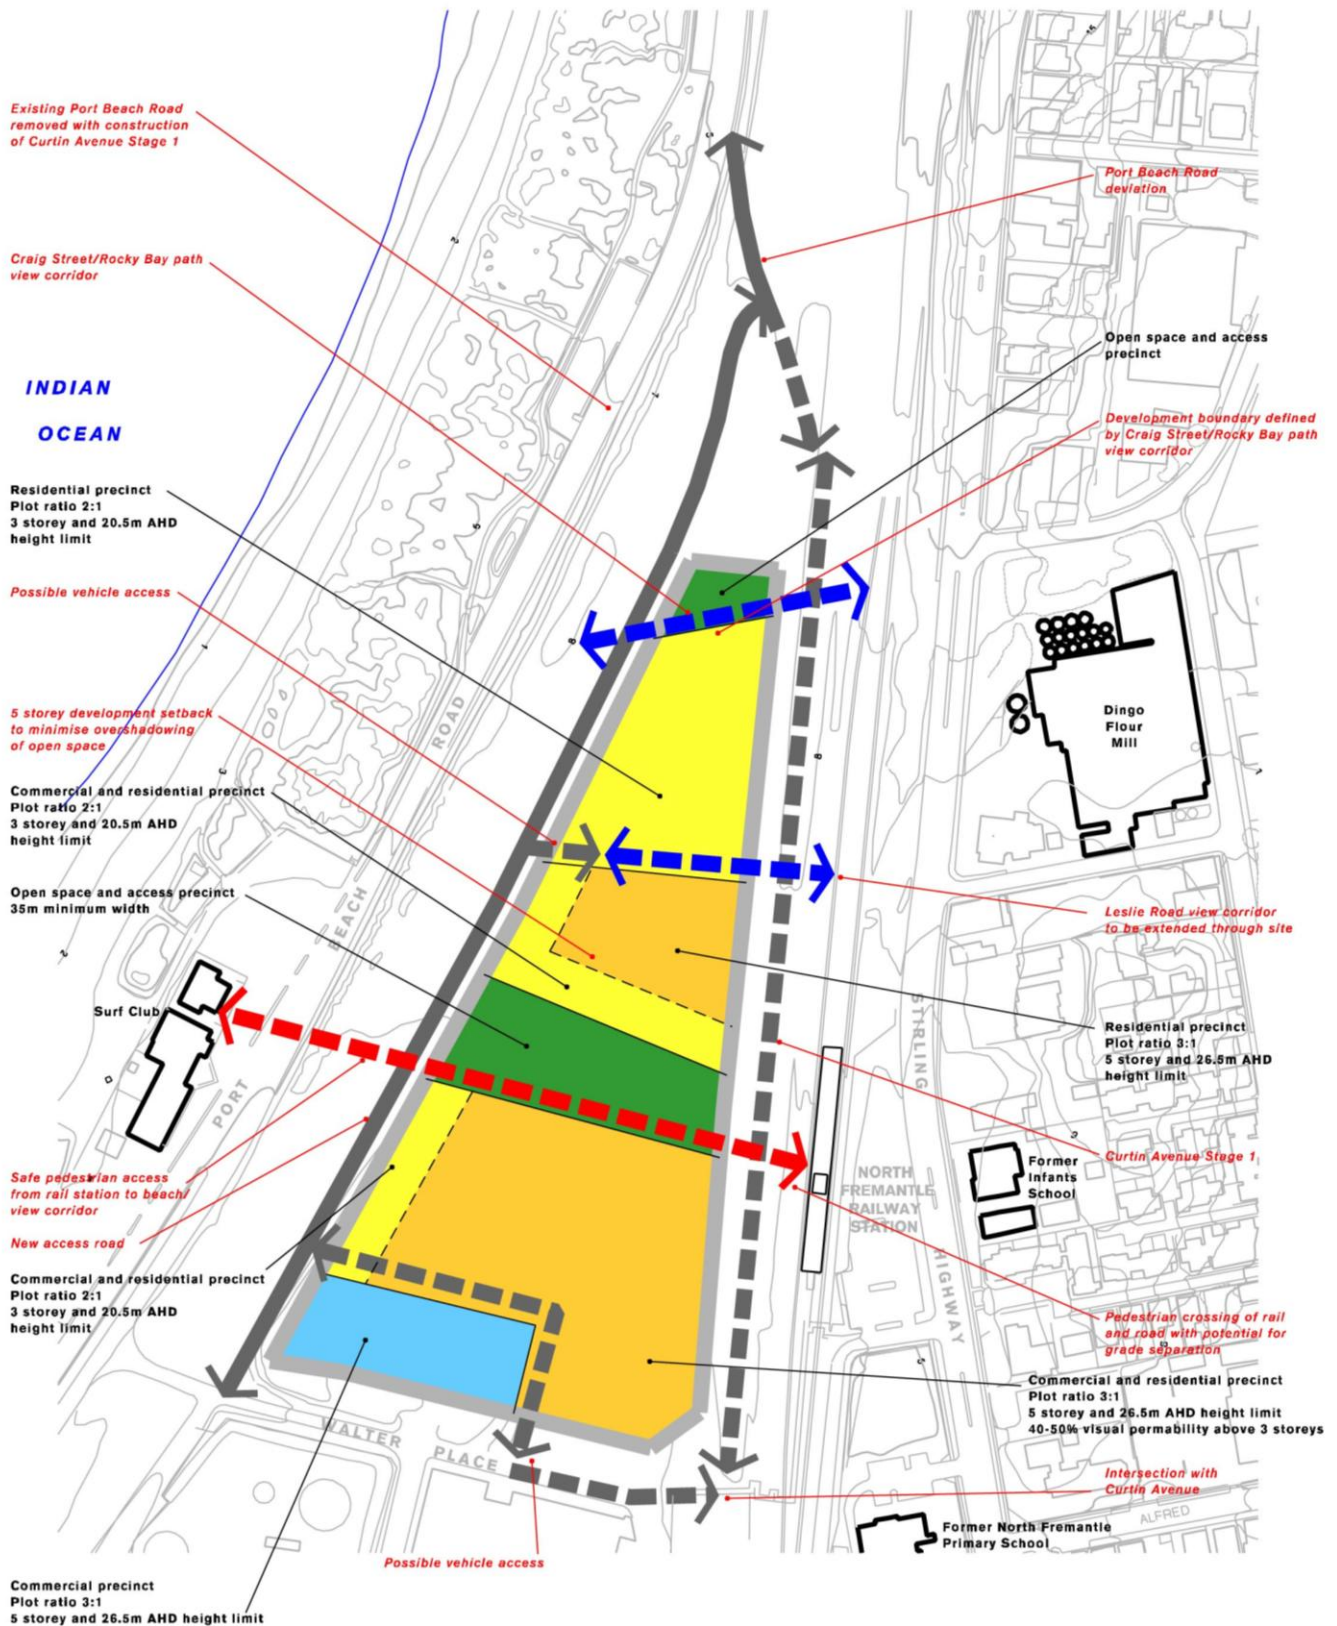 Existing Port Beach Road
removed with construction
of Curtin Avenue Stage 1
Port Beach Road
deviation
Craig Street/Rocky Bay path
view corridor
Open space and access
precinct
INDIAN
OCEAN
Development boundary defined
by Craig Street/Rocky Bay path
view corridor
Residential precinct
Plot ratio 2:1
3 storey and 20.5m AHD
height limit
Possible vehicle access
Dingo
Flour
Mill
5 storey development setback
to minimise overshadowing
of open space
Commercial and residential precinct
Plot ratio 2:1
3 storey and 20.5m AHD
height limit
Open space and access precinct
35m minimum width
PORT BEACH ROAD
Leslie Road view corridor
to be extended through site
Surf Club
Residential precinct
Plot ratio 3:1
5 storey and 26.5m AHD
height limit
STIRLING HIGHWAY
Curtin Avenue Stage 1
Former
Infants
School
NORTH
FREMANTLE
RAILWAY
STATION
Safe pedestrian access
from rail station to beach/
view corridor
New access road
Commercial and residential precinct
Plot ratio 2:1
3 storey and 20.5m AHD
height limit
Pedestrian crossing of rail
and road with potential for
grade separation
Commercial and residential precinct
Plot ratio 3:1
5 storey and 26.5m AHD height limit
40-50% visual permability above 3 storeys
WALTER PLACE
Intersection with
Curtin Avenue
ALFRED
Former North Fremantle
Primary School
Possible vehicle access
Commercial precinct
Plot ratio 3:1
5 storey and 26.5m AHD height limit